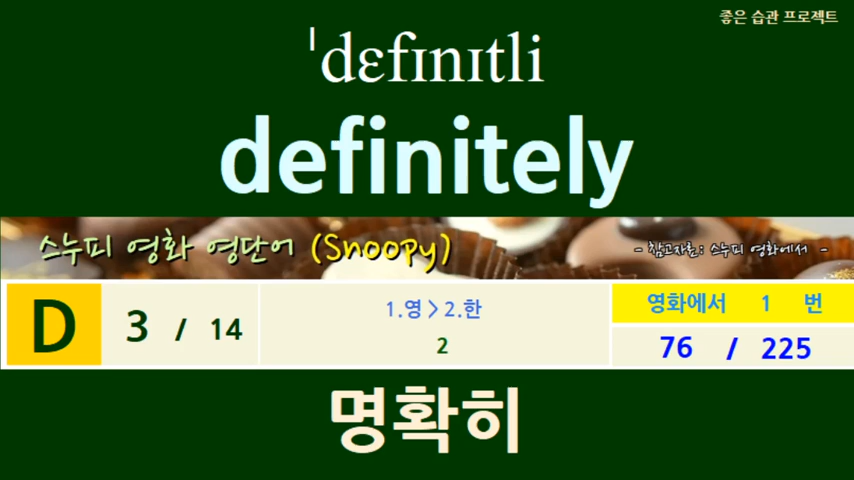 좋은 습관 프로젝트
ˈdɛfɪnɪtli
definitely
스누피 영화 영단어 (Snoopy)
- 참고자료: 스누피 영화에서 -
D
3 / 14
1.영 > 2.한
2
영화에서 1 번
76 / 225
명확히